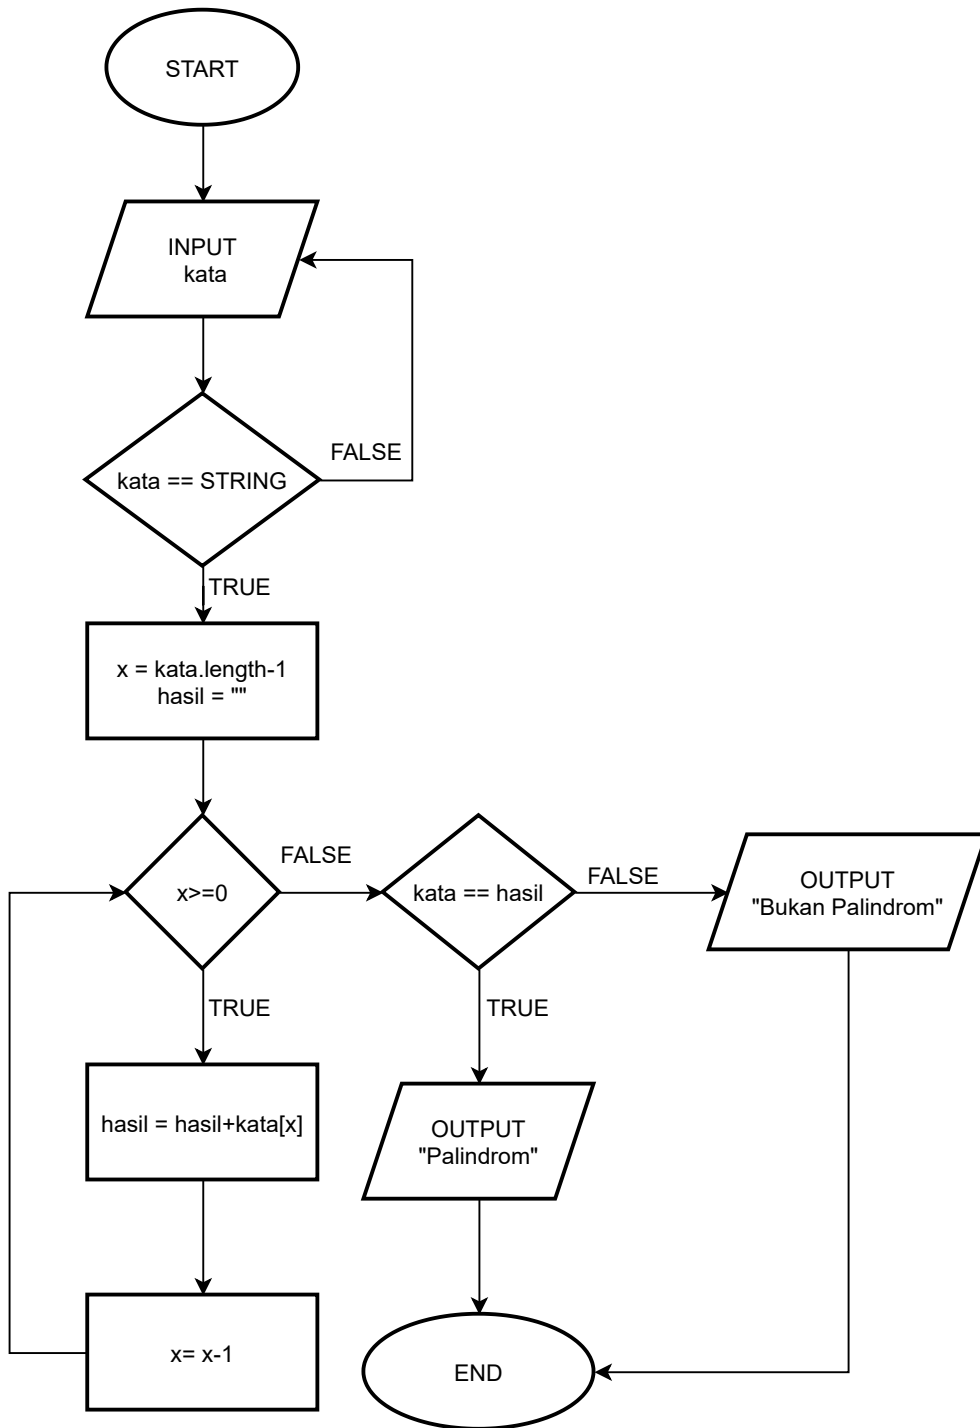 START
INPUT
kata
FALSE
kata == STRING
TRUE
x = kata.length-1
hasil = ""
x>=0
FALSE
kata == hasil
FALSE
OUTPUT
"Bukan Palindrom"
TRUE
TRUE
hasil = hasil+kata[x]
OUTPUT
"Palindrom"
x= x-1
END